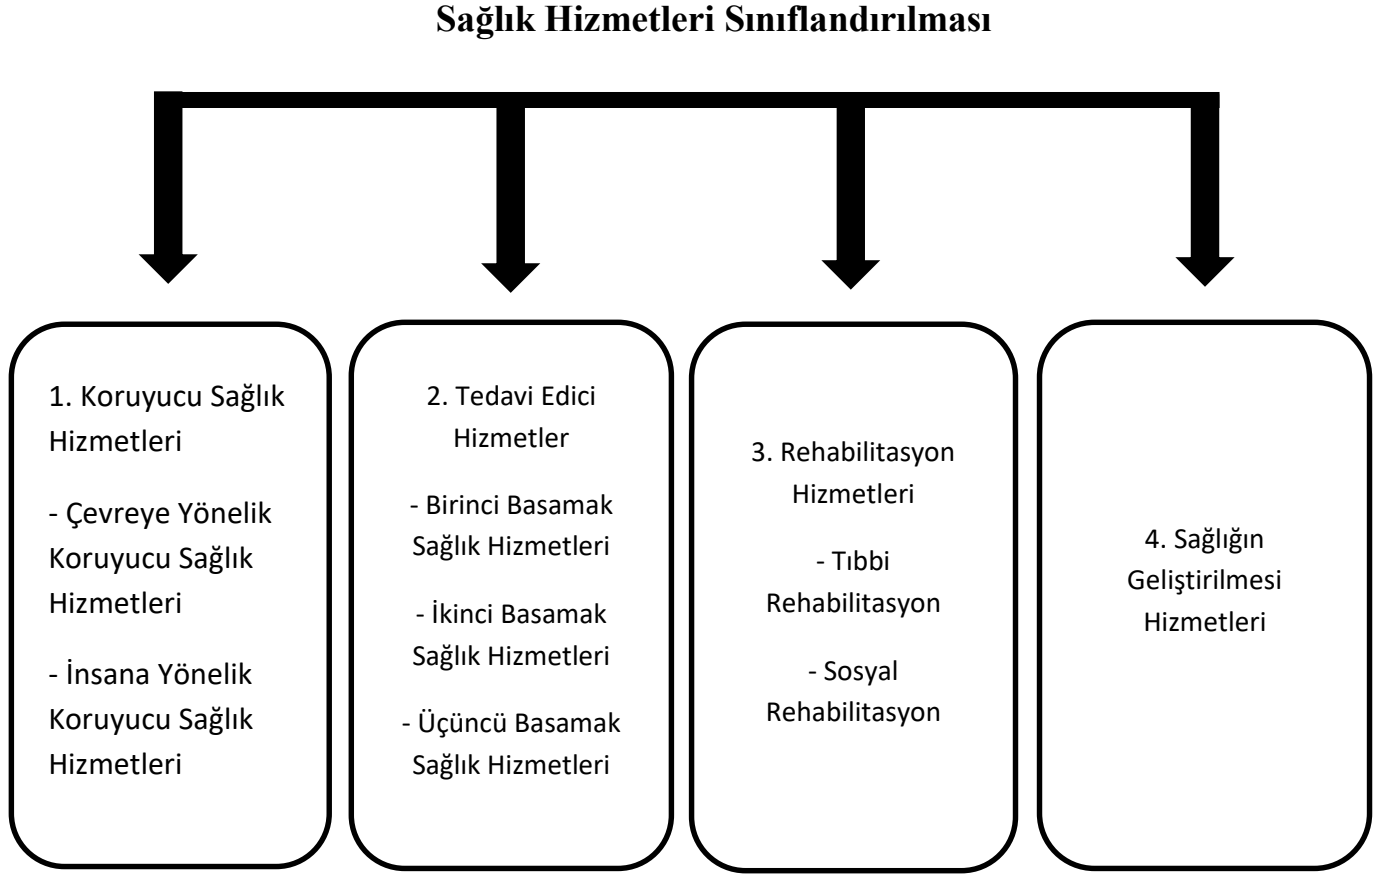 Sağlık Hizmetleri Sınıflandırılması
1. Koruyucu Sağlık
Hizmetleri
- Çevreye Yönelik
Koruyucu Sağlık
Hizmetleri
- İnsana Yönelik
Koruyucu Sağlık
Hizmetleri
2. Tedavi Edici
Hizmetler
- Birinci Basamak
Sağlık Hizmetleri
- İkinci Basamak
Sağlık Hizmetleri
- Üçüncü Basamak
Sağlık Hizmetleri
3. Rehabilitasyon
Hizmetleri
- Tıbbi
Rehabilitasyon
- Sosyal
Rehabilitasyon
4. Sağlığın
Geliştirilmesi
Hizmetleri